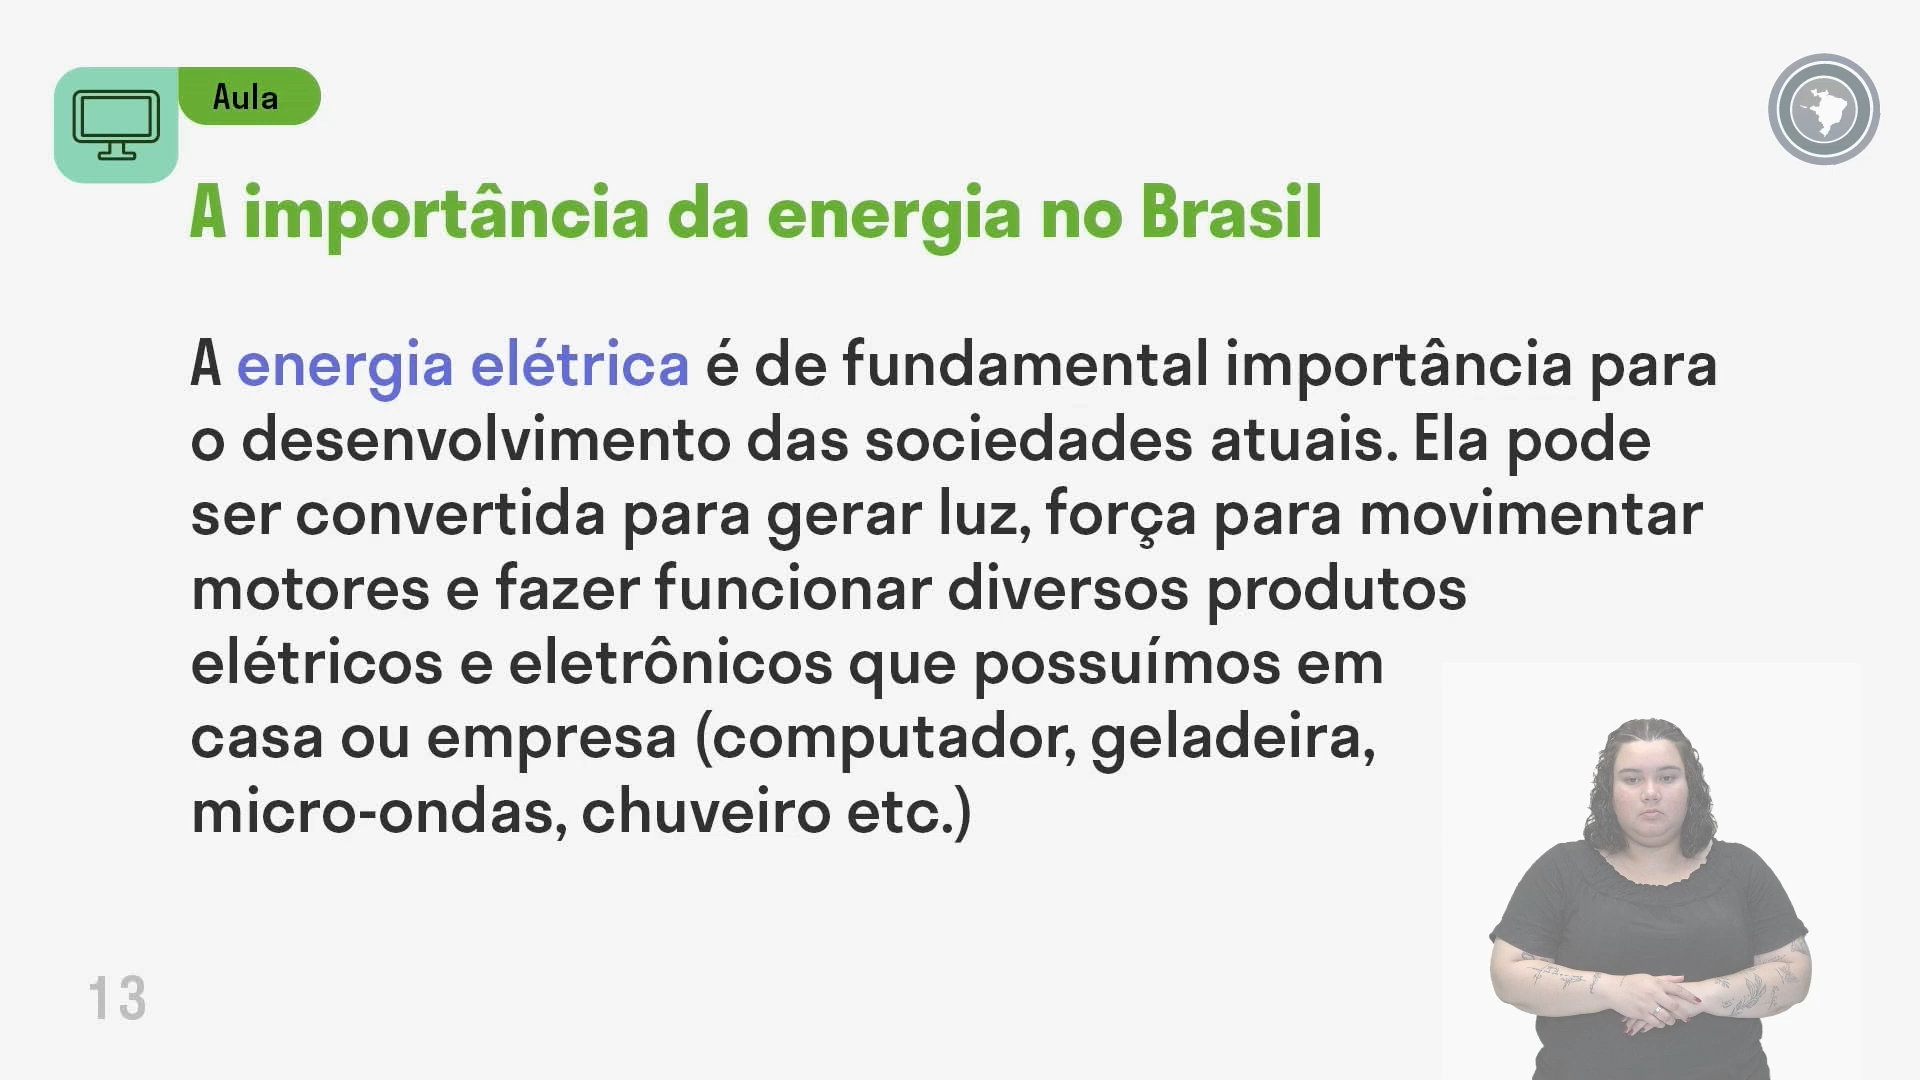 Aula
A importância da energia no Brasil
A energia elétrica é de fundamental importância para
o desenvolvimento das sociedades atuais. Ela pode
ser convertida para gerar luz, força para movimentar
motores e fazer funcionar diversos produtos
elétricos e eletrônicos que possuímos em
casa ou empresa (computador, geladeira,
micro-ondas, chuveiro etc.)
13